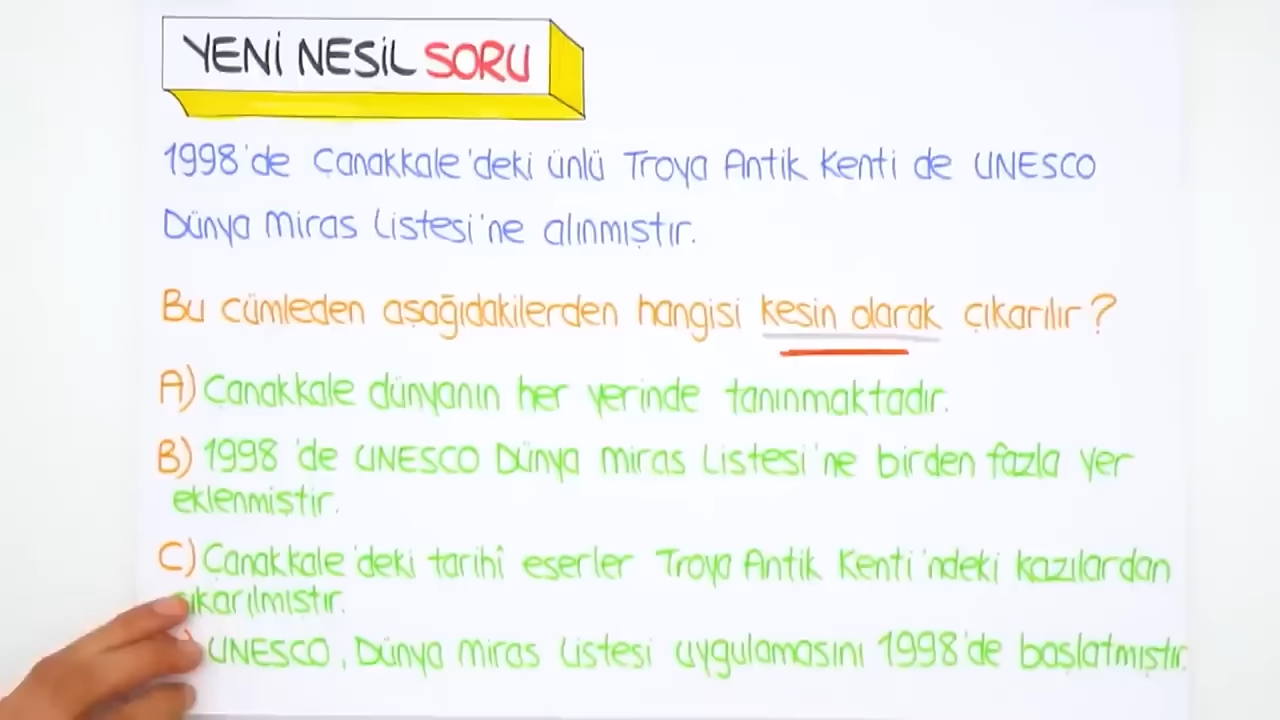 YENİ NESİL SORU
1998'de Çanakkale'deki ünlü Troya Antik Kenti de UNESCO
Dünya Miras Listesi'ne alınmıştır.
Bu cümleden aşağıdakilerden hangisi kesin olarak çıkarılır?
A) Çanakkale dünyanın her yerinde tanınmaktadır.
B) 1998'de UNESCO Dünya Miras Listesi'ne birden fazla yer
eklenmiştir.
C) Çanakkale'deki tarihî eserler Troya Antik Kenti'ndeki kazılardan
çıkarılmıştır.
) UNESCO, Dünya Miras Listesi uygulamasını 1998'de başlatmıştır.